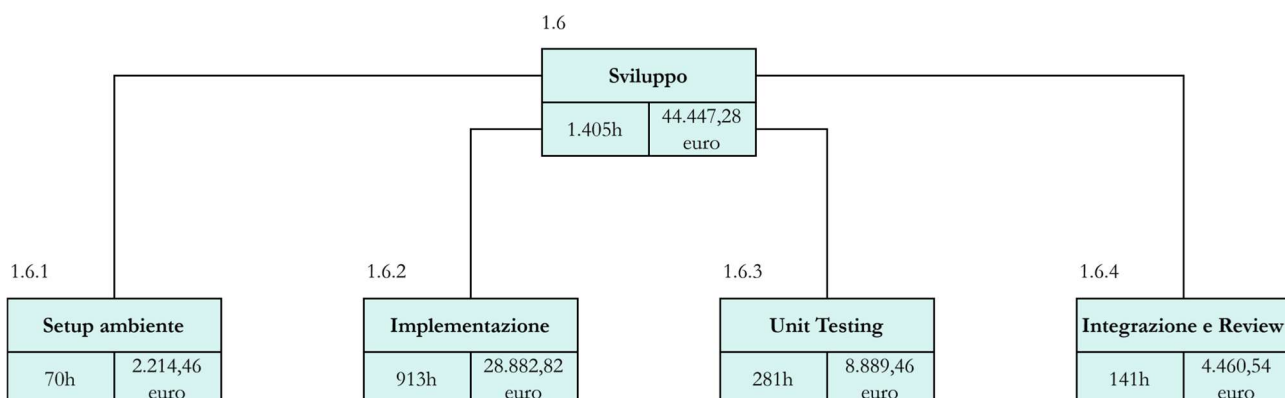 1.6
Sviluppo
1.405h
44.447,28
euro
1.6.1
1.6.2
1.6.3
1.6.4
Setup ambiente
70h
2.214,46
euro
Implementazione
913h
28.882,82
euro
Unit Testing
281h
8.889,46
euro
Integrazione e Review
141h
4.460,54
euro